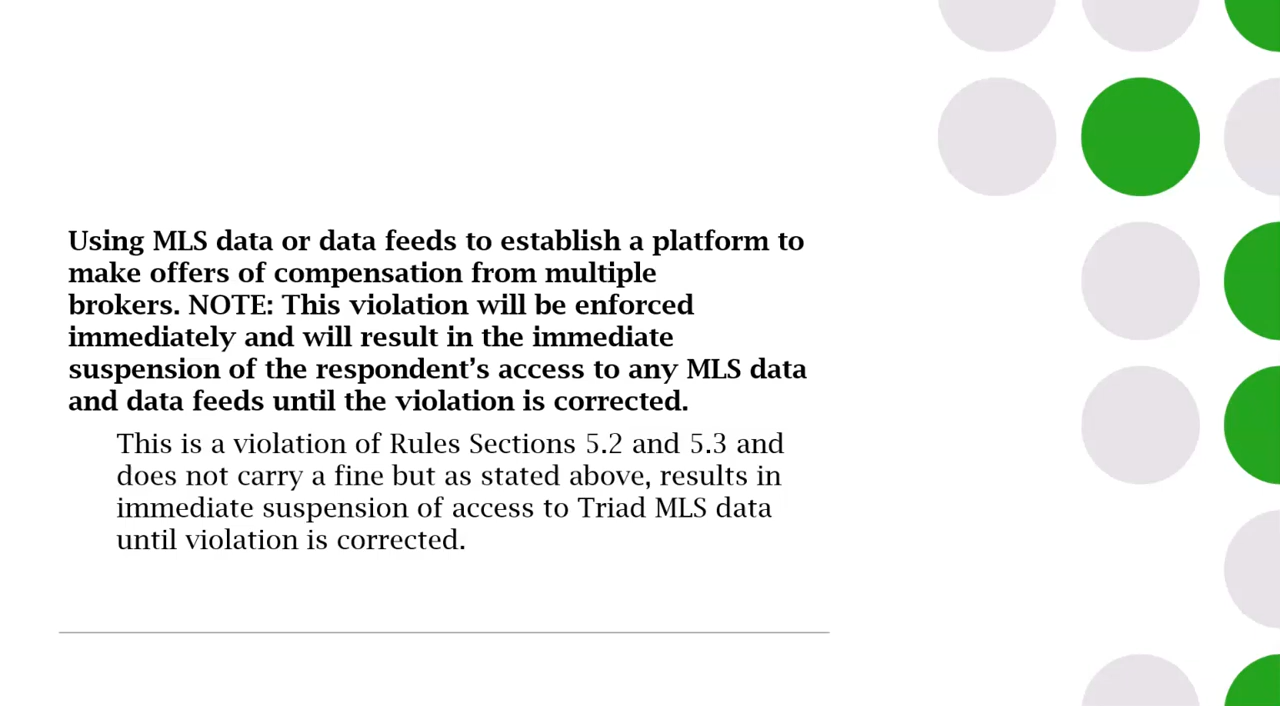 Using MLS data or data feeds to establish a platform to
make offers of compensation from multiple
brokers. NOTE: This violation will be enforced
immediately and will result in the immediate
suspension of the respondent’s access to any MLS data
and data feeds until the violation is corrected.
This is a violation of Rules Sections 5.2 and 5.3 and
does not carry a fine but as stated above, results in
immediate suspension of access to Triad MLS data
until violation is corrected.